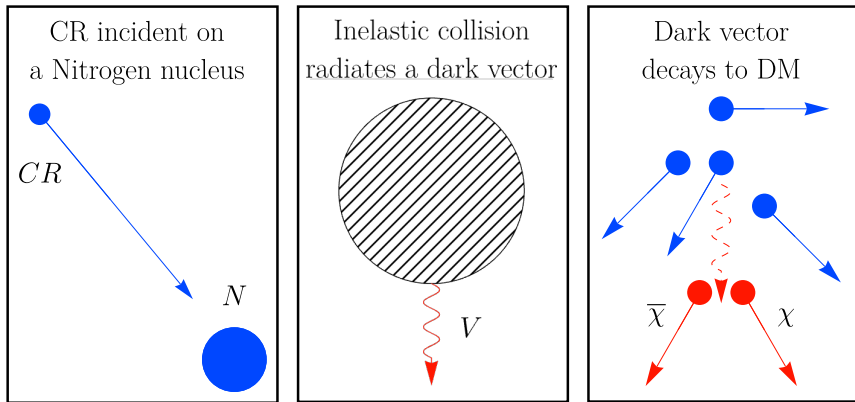 CR incident on
a Nitrogen nucleus
CR
N
Inelastic collision
radiates a dark vector
V
Dark vector
decays to DM
χ̅
χ